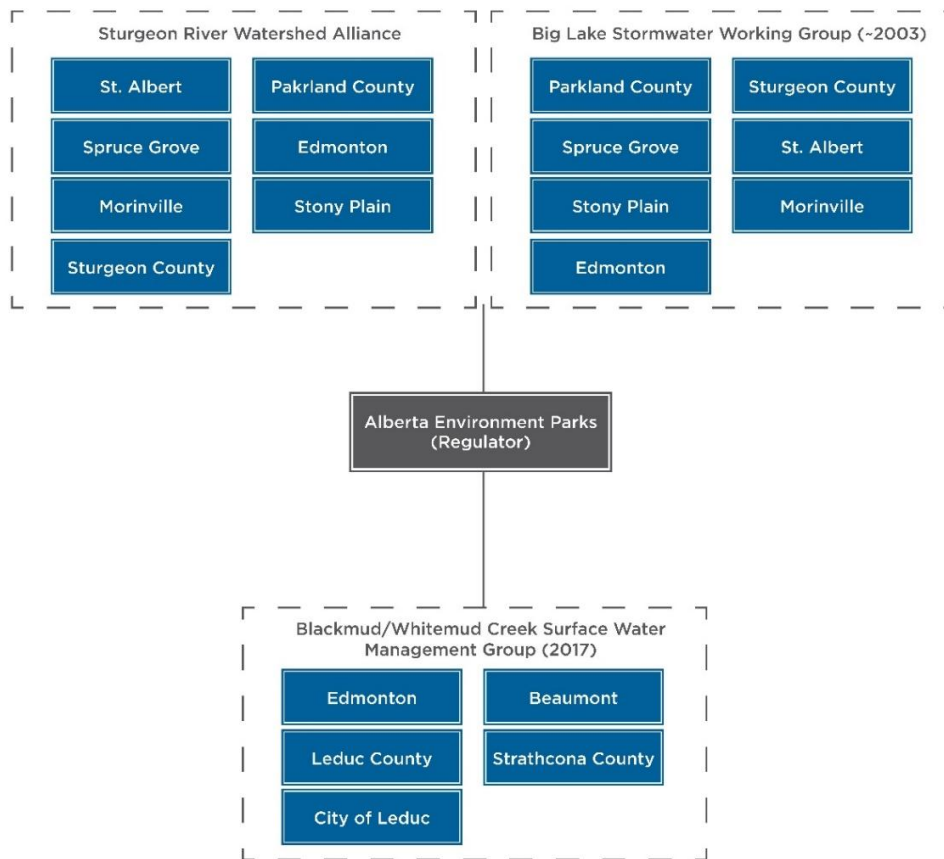 Sturgeon River Watershed Alliance
St. Albert
Pakrland County
Spruce Grove
Edmonton
Morinville
Stony Plain
Sturgeon County
Big Lake Stormwater Working Group (~2003)
Parkland County
Sturgeon County
Spruce Grove
St. Albert
Stony Plain
Morinville
Edmonton
Alberta Environment Parks
(Regulator)
Blackmud/Whitemud Creek Surface Water
Management Group (2017)
Edmonton
Beaumont
Leduc County
Strathcona County
City of Leduc